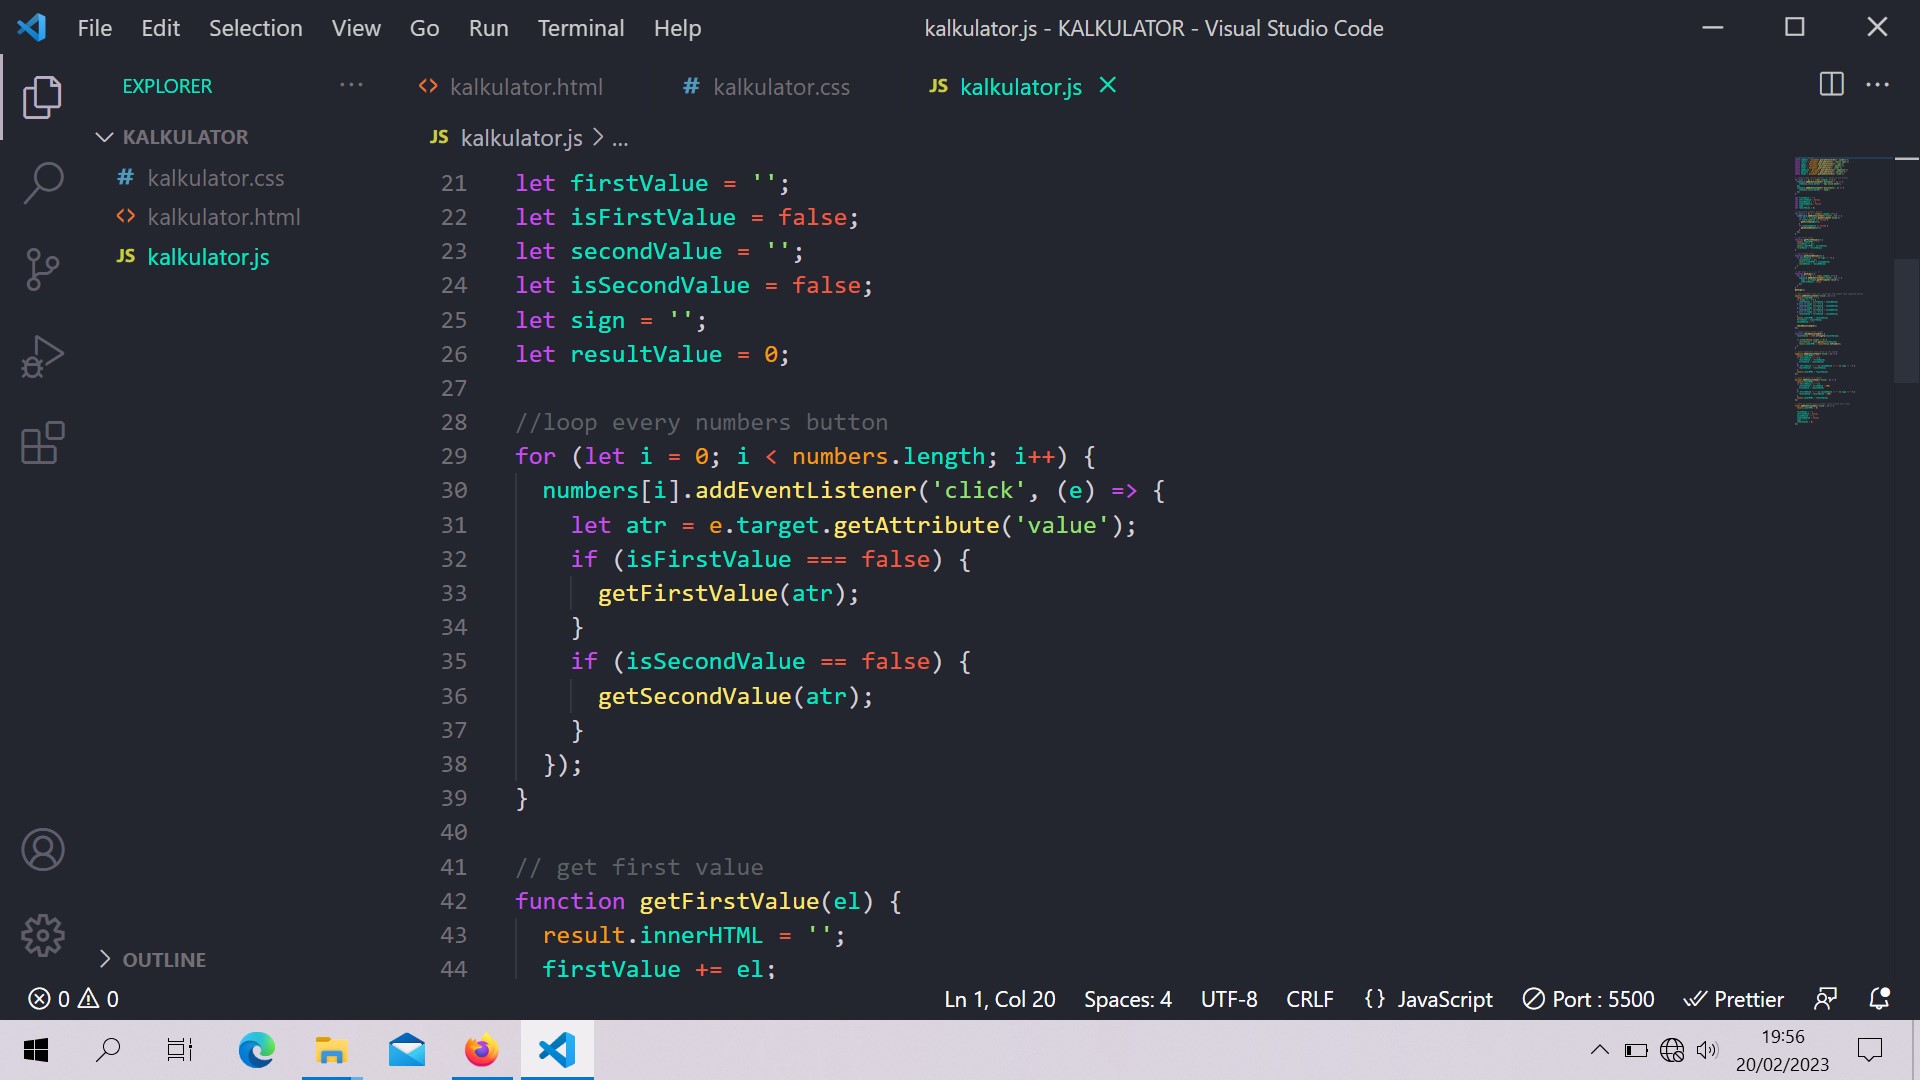 File Edit Selection View Go Run Terminal Help kalkulator.js - KALKULATOR - Visual Studio Code
EXPLORER ··· <> kalkulator.html # kalkulator.css JS kalkulator.js
KALKULATOR
# kalkulator.css
<> kalkulator.html
JS kalkulator.js
JS kalkulator.js > ...
21 let firstValue = '';
22 let isFirstValue = false;
23 let secondValue = '';
24 let isSecondValue = false;
25 let sign = '';
26 let resultValue = 0;
27
28 //loop every numbers button
29 for (let i = 0; i < numbers.length; i++) {
30 numbers[i].addEventListener('click', (e) => {
31 let atr = e.target.getAttribute('value');
32 if (isFirstValue === false) {
33 getFirstValue(atr);
34 }
35 if (isSecondValue == false) {
36 getSecondValue(atr);
37 }
38 });
39 }
40
41 // get first value
42 function getFirstValue(el) {
43 result.innerHTML = '';
44 firstValue += el;
OUTLINE
0 0 Ln 1, Col 20 Spaces: 4 UTF-8 CRLF {} JavaScript Port : 5500 Prettier
19:56
20/02/2023